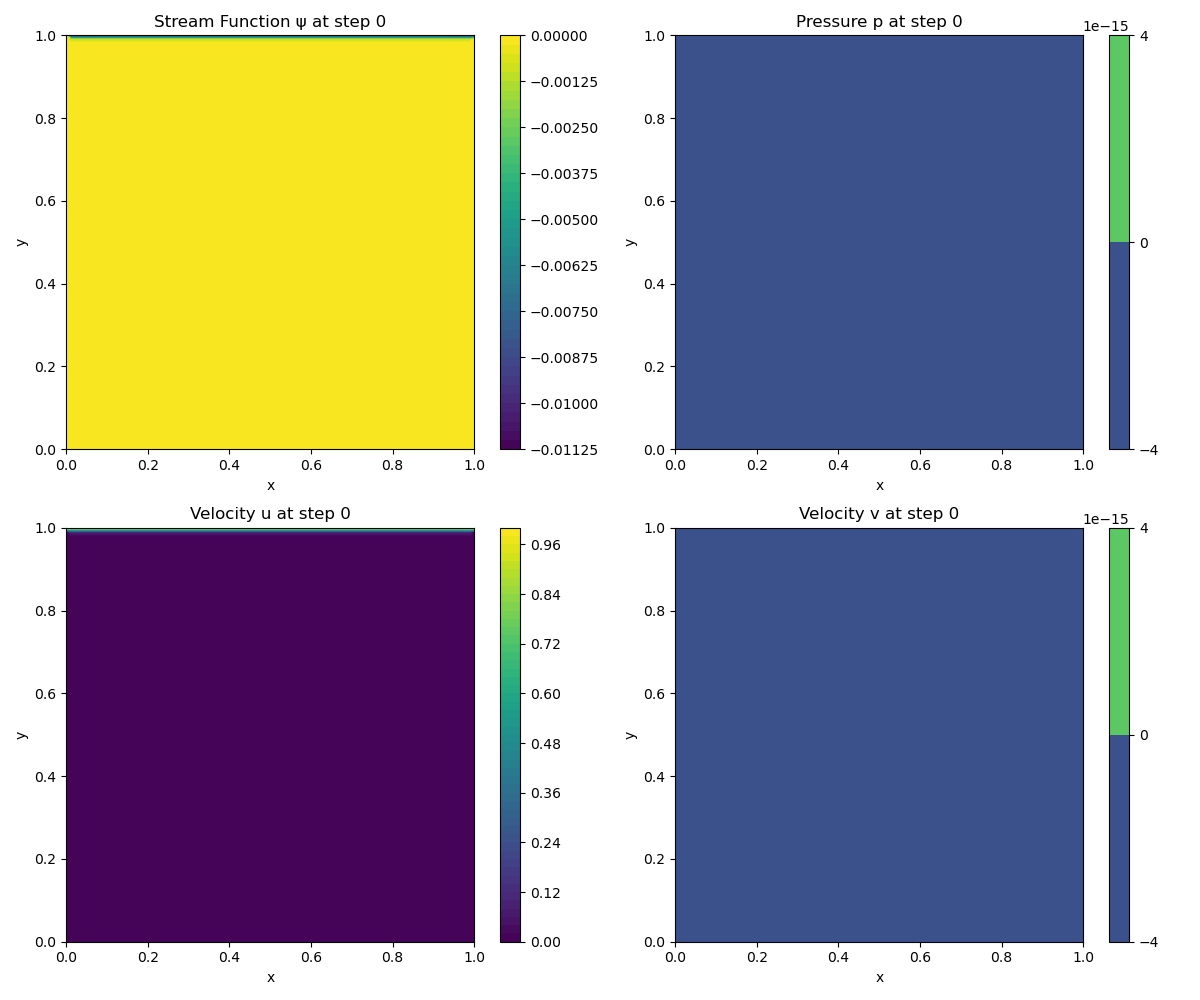 Stream Function ψ at step 0
1.0
0.8
0.6
0.4
0.2
0.0
y
0.0 0.2 0.4 0.6 0.8 1.0
x
0.00000
−0.00125
−0.00250
−0.00375
−0.00500
−0.00625
−0.00750
−0.00875
−0.01000
−0.01125
Pressure p at step 0
1.0
0.8
0.6
0.4
0.2
0.0
y
0.0 0.2 0.4 0.6 0.8 1.0
x
1e−15
4
0
−4
Velocity u at step 0
1.0
0.8
0.6
0.4
0.2
0.0
y
0.0 0.2 0.4 0.6 0.8 1.0
x
0.96
0.84
0.72
0.60
0.48
0.36
0.24
0.12
0.00
Velocity v at step 0
1.0
0.8
0.6
0.4
0.2
0.0
y
0.0 0.2 0.4 0.6 0.8 1.0
x
1e−15
4
0
−4